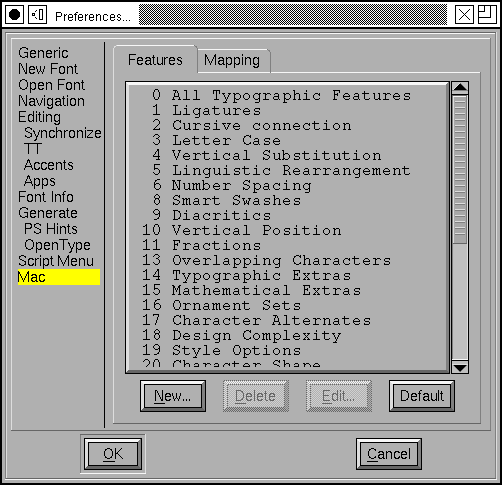 Preferences...
Generic
New Font
Open Font
Navigation
Editing
Synchronize
TT
Accents
Apps
Font Info
Generate
PS Hints
OpenType
Script Menu
Mac
Features
Mapping
0 All Typographic Features
1 Ligatures
2 Cursive connection
3 Letter Case
4 Vertical Substitution
5 Linguistic Rearrangement
6 Number Spacing
8 Smart Swashes
9 Diacritics
10 Vertical Position
11 Fractions
13 Overlapping Characters
14 Typographic Extras
15 Mathematical Extras
16 Ornament Sets
17 Character Alternates
18 Design Complexity
19 Style Options
20 Character Shape
New...
Delete
Edit...
Default
OK
Cancel